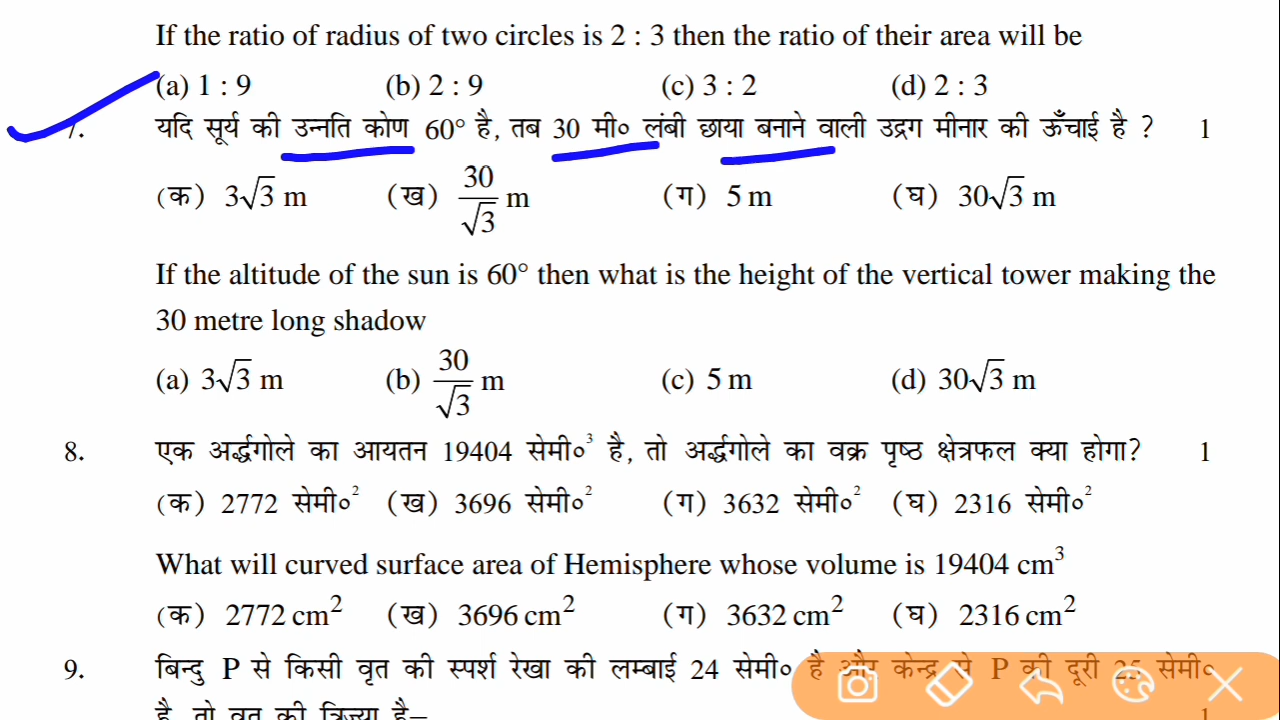 If the ratio of radius of two circles is 2 : 3 then the ratio of their area will be
(a) 1 : 9 (b) 2 : 9 (c) 3 : 2 (d) 2 : 3
7. यदि सूर्य की उन्नति कोण 60° है, तब 30 मी० लंबी छाया बनाने वाली उद्रग मीनार की ऊँचाई है ? 1
(क) 3√3 m (ख) 30/√3 m (ग) 5 m (घ) 30√3 m
If the altitude of the sun is 60° then what is the height of the vertical tower making the
30 metre long shadow
(a) 3√3 m (b) 30/√3 m (c) 5 m (d) 30√3 m
8. एक अर्द्धगोले का आयतन 19404 सेमी०³ है, तो अर्द्धगोले का वक्र पृष्ठ क्षेत्रफल क्या होगा? 1
(क) 2772 सेमी०² (ख) 3696 सेमी०² (ग) 3632 सेमी०² (घ) 2316 सेमी०²
What will curved surface area of Hemisphere whose volume is 19404 cm³
(क) 2772 cm² (ख) 3696 cm² (ग) 3632 cm² (घ) 2316 cm²
9. बिन्दु P से किसी वृत की स्पर्श रेखा की लम्बाई 24 सेमी० है और केन्द्र से P की दूरी 25 सेमी०
है, तो वृत की त्रिज्या है– 1